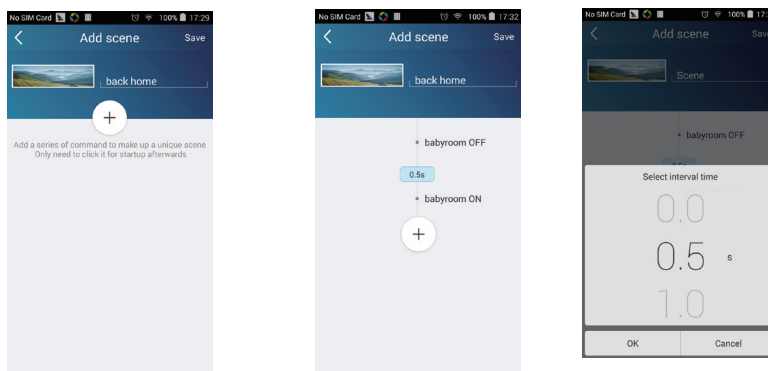 No SIM Card 100% 17:29
Add scene Save
back home
Add a series of command to make up a unique scene
Only need to click it for startup afterwards
No SIM Card 100% 17:32
Add scene Save
back home
babyroom OFF
0.5s
babyroom ON
No SIM Card 100%
Add scene
Scene
babyroom OFF
Select interval time
0.0
0.5 s
1.0
OK Cancel